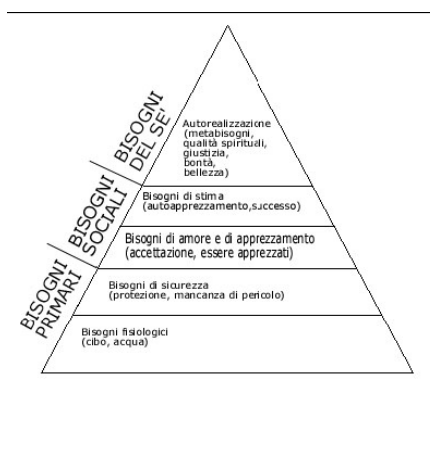 BISOGNI
DEL SE'
Autorealizzazione
(metabisogni,
qualità spirituali,
giustizia,
bontà,
bellezza)
BISOGNI
SOCIALI
Bisogni di stima
(autoapprezzamento,successo)
Bisogni di amore e di apprezzamento
(accettazione, essere apprezzati)
BISOGNI
PRIMARI
Bisogni di sicurezza
(protezione, mancanza di pericolo)
Bisogni fisiologici
(cibo, acqua)